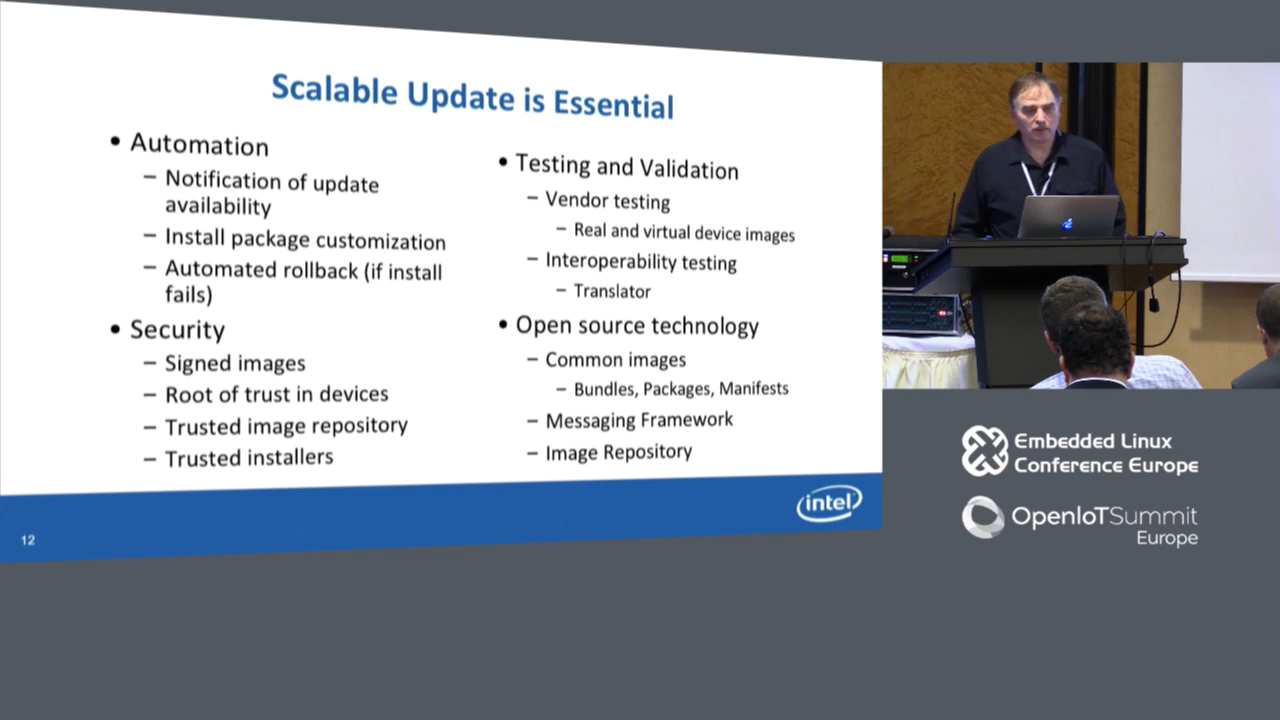 Scalable Update is Essential
• Automation
– Notification of update
availability
– Install package customization
– Automated rollback (if install
fails)
• Security
– Signed images
– Root of trust in devices
– Trusted image repository
– Trusted installers
• Testing and Validation
– Vendor testing
– Real and virtual device images
– Interoperability testing
– Translator
• Open source technology
– Common images
– Bundles, Packages, Manifests
– Messaging Framework
– Image Repository
12
intel
Embedded Linux
Conference Europe
OpenIoTSummit
Europe